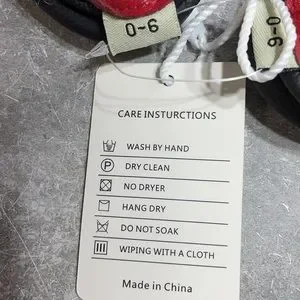 0-6
0-6
CARE INSTURCTIONS
WASH BY HAND
P DRY CLEAN
NO DRYER
HANG DRY
DO NOT SOAK
WIPING WITH A CLOTH
Made in China